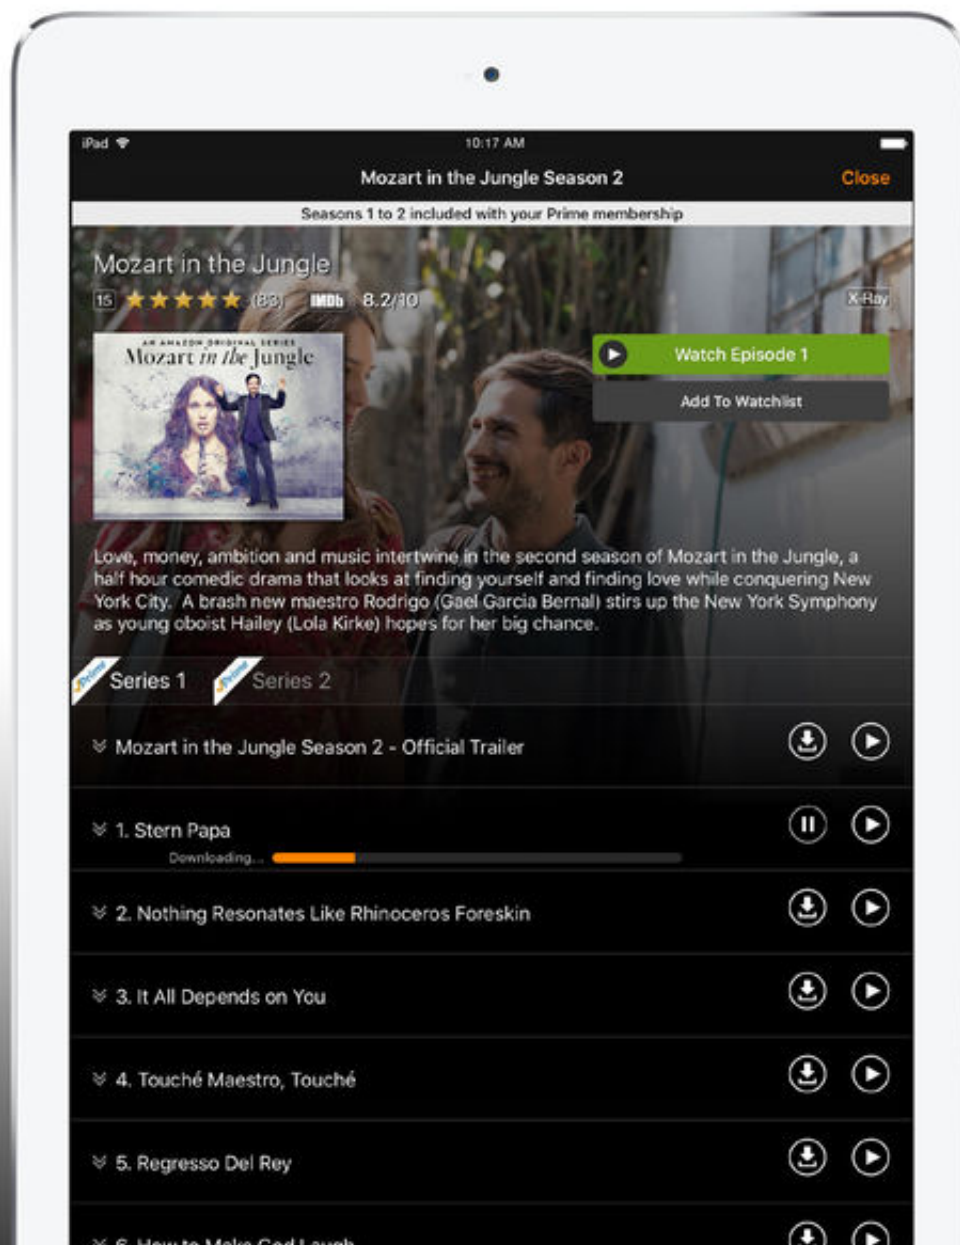 iPad 10:17 AM
Mozart in the Jungle Season 2 Close
Seasons 1 to 2 included with your Prime membership
Mozart in the Jungle
15 (83) IMDb 8.2/10 X-Ray
AN AMAZON ORIGINAL SERIES
Mozart in the Jungle
Watch Episode 1
Add To Watchlist
Love, money, ambition and music intertwine in the second season of Mozart in the Jungle, a
half hour comedic drama that looks at finding yourself and finding love while conquering New
York City. A brash new maestro Rodrigo (Gael Garcia Bernal) stirs up the New York Symphony
as young oboist Hailey (Lola Kirke) hopes for her big chance.
Prime Series 1 Prime Series 2
Mozart in the Jungle Season 2 - Official Trailer
1. Stern Papa
Downloading...
2. Nothing Resonates Like Rhinoceros Foreskin
3. It All Depends on You
4. Touché Maestro, Touché
5. Regresso Del Rey
6. How to Make God Laugh